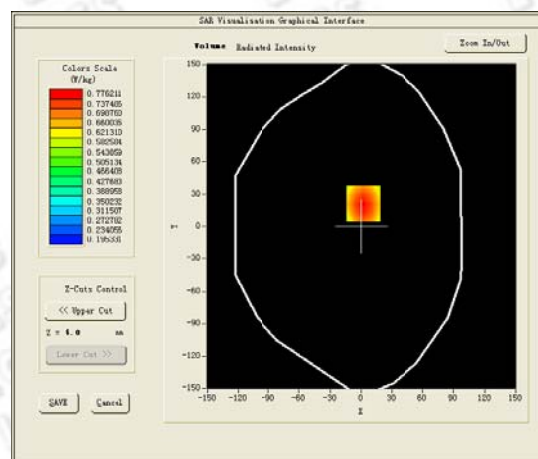 SAR Visualisation Graphical Interface
Volume Radiated Intensity
Zoom In/Out
Colors Scale
(W/kg)
0.776211
0.737485
0.698760
0.660035
0.621310
0.582584
0.543859
0.505134
0.466408
0.427683
0.388958
0.350232
0.311507
0.272782
0.234056
0.195331
Z-Cuts Control
<< Upper Cut
Z = 4.0 mm
Lower Cut >>
SAVE Cancel
150
120
90
60
30
0
-30
-60
-90
-120
-150
Y
-150 -120 -90 -60 -30 0 30 60 90 120 150
X